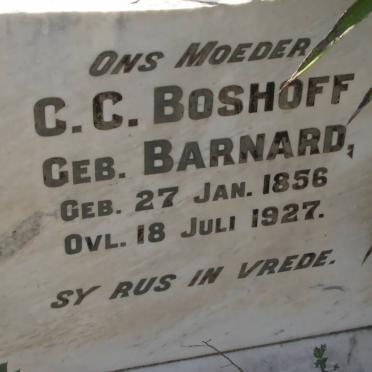 ONS MOEDER
C. C. BOSHOFF
GEB. BARNARD,
GEB. 27 JAN. 1856
OVL. 18 JULI 1927.
SY RUS IN VREDE.